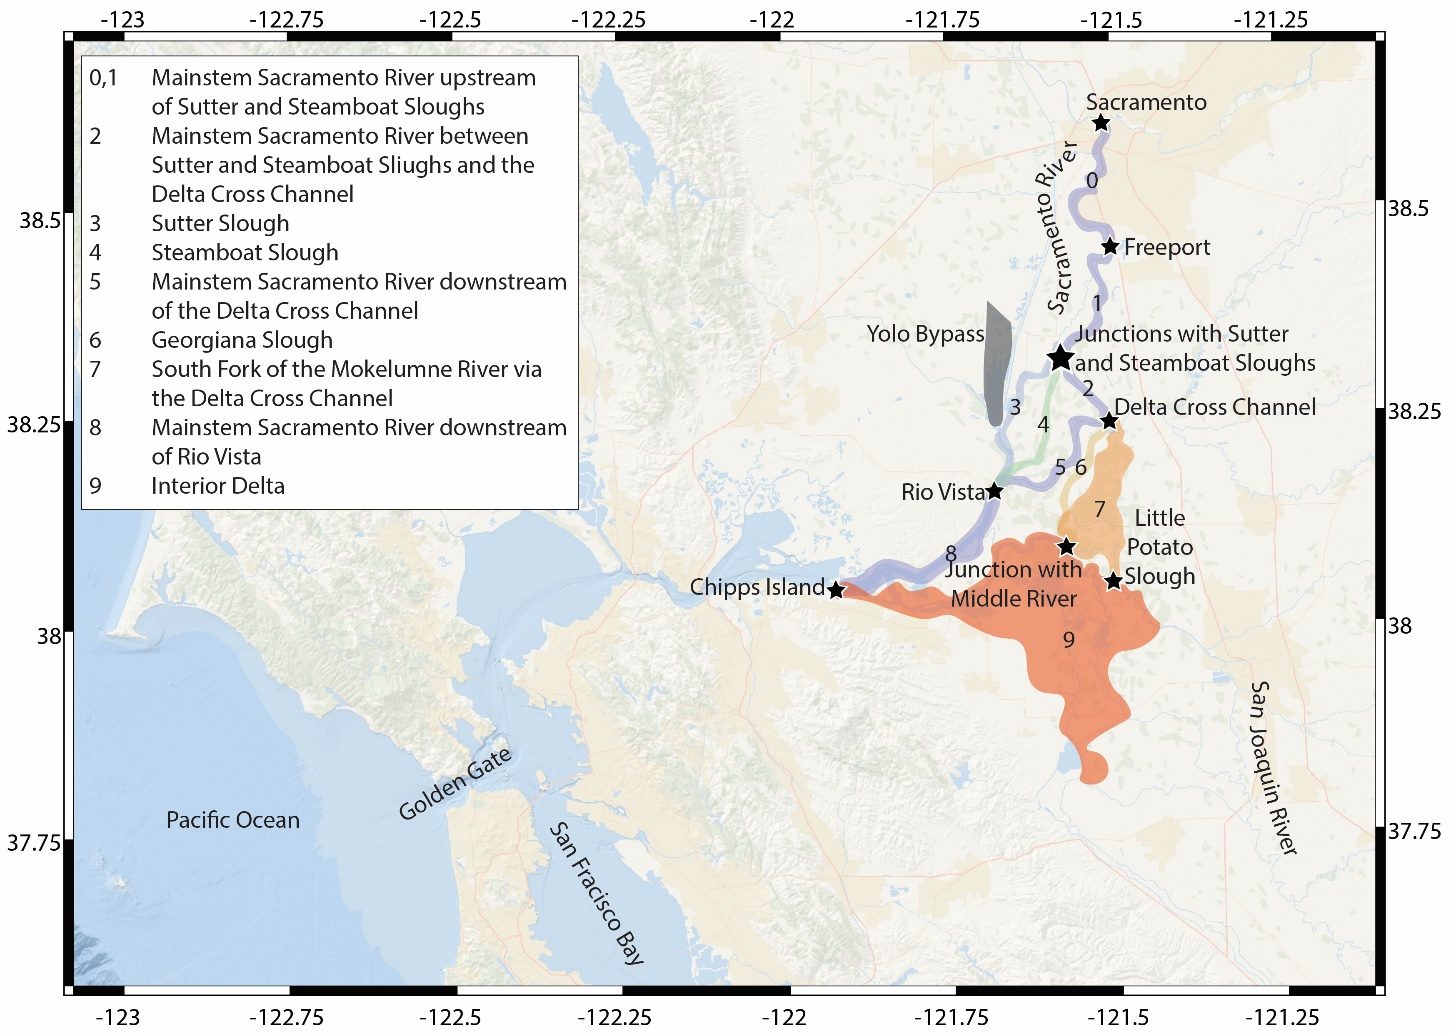 -123 -122.75 -122.5 -122.25 -122 -121.75 -121.5 -121.25
0,1 Mainstem Sacramento River upstream
of Sutter and Steamboat Sloughs
2 Mainstem Sacramento River between
Sutter and Steamboat Sliughs and the
Delta Cross Channel
3 Sutter Slough
4 Steamboat Slough
5 Mainstem Sacramento River downstream
of the Delta Cross Channel
6 Georgiana Slough
7 South Fork of the Mokelumne River via
the Delta Cross Channel
8 Mainstem Sacramento River downstream
of Rio Vista
9 Interior Delta
Sacramento
Sacramento River
0
38.5
38.5
Freeport
1
Yolo Bypass
Junctions with Sutter
and Steamboat Sloughs
2
3
Delta Cross Channel
38.25
38.25
4
5 6
Rio Vista
7
Little
Potato
Slough
8
Junction with
Middle River
Chipps Island
38
38
9
San Joaquin River
Golden Gate
Pacific Ocean
San Fracisco Bay
37.75
37.75
-123 -122.75 -122.5 -122.25 -122 -121.75 -121.5 -121.25